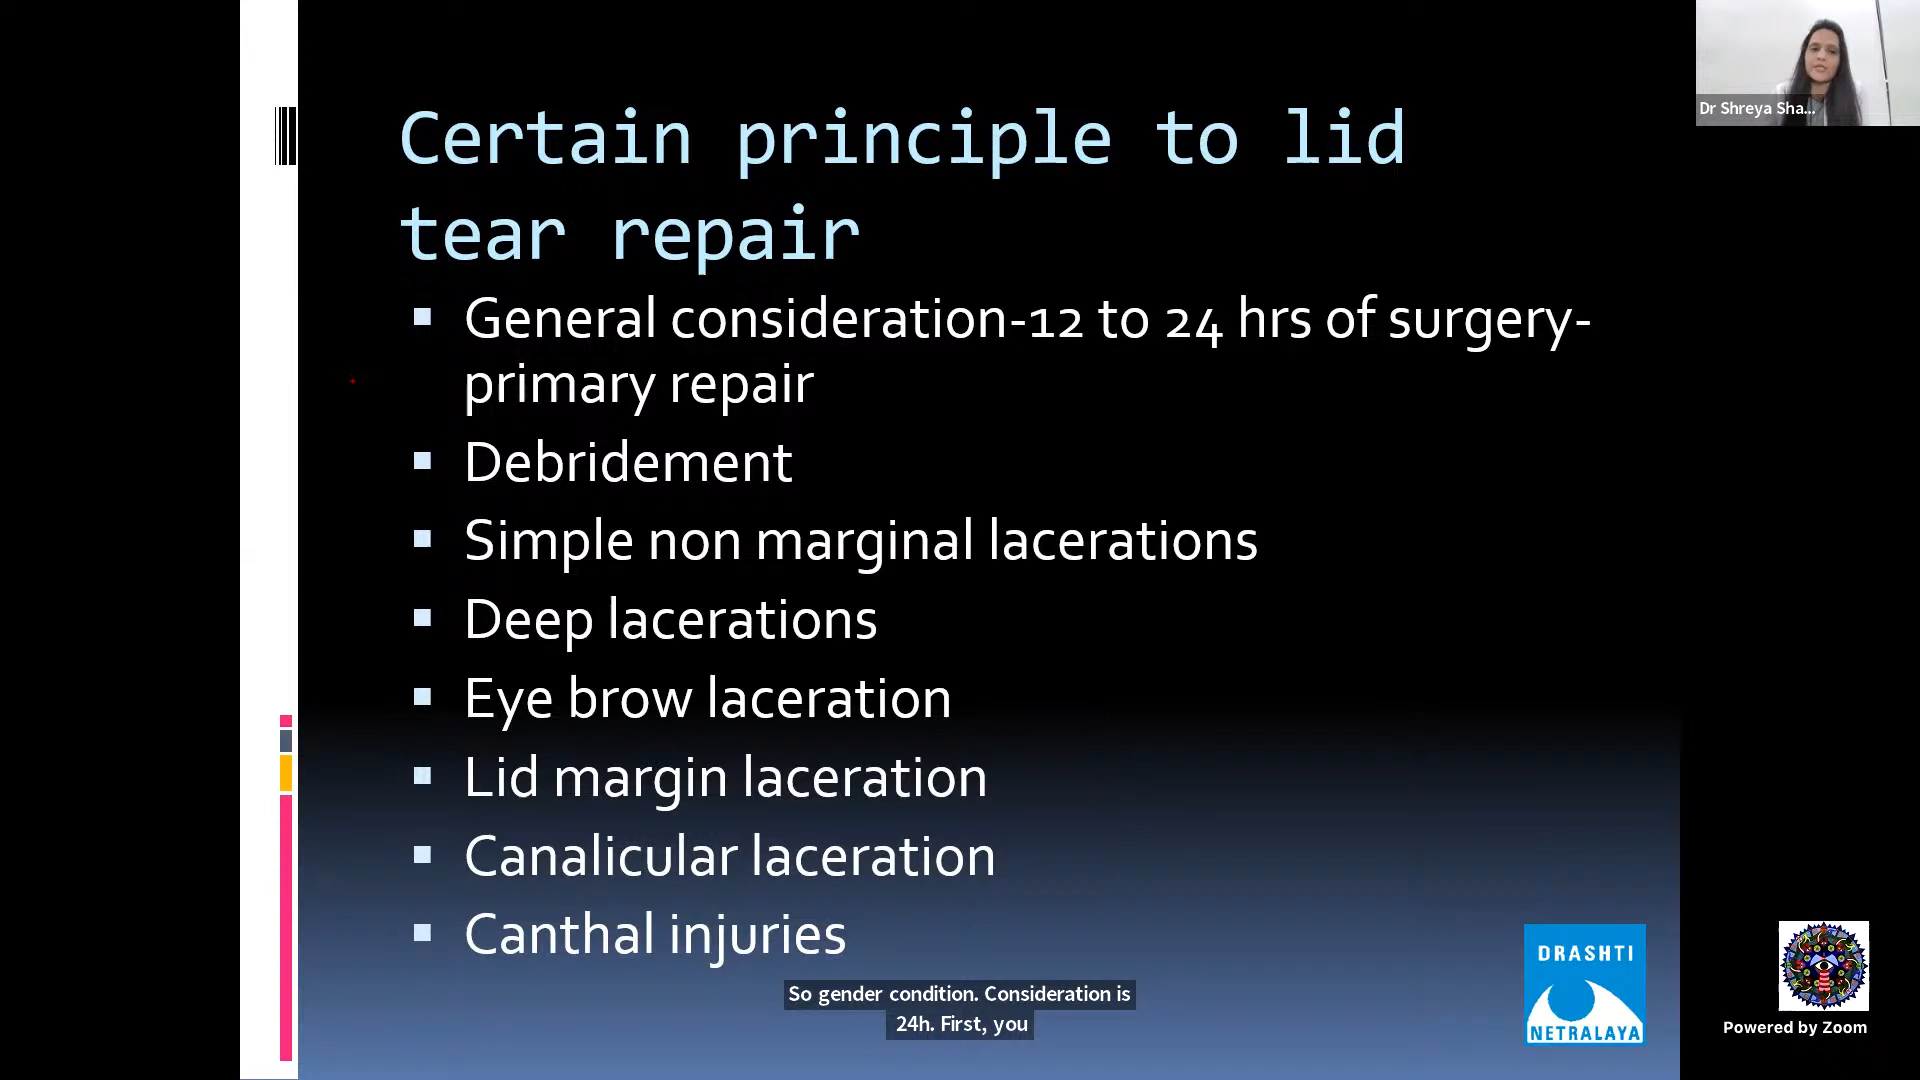 Certain principle to lid
tear repair
General consideration-12 to 24 hrs of surgery-
primary repair
Debridement
Simple non marginal lacerations
Deep lacerations
Eye brow laceration
Lid margin laceration
Canalicular laceration
Canthal injuries
So gender condition. Consideration is
24h. First, you
Dr Shreya Sha...
DRASHTI
NETRALAYA
Powered by Zoom